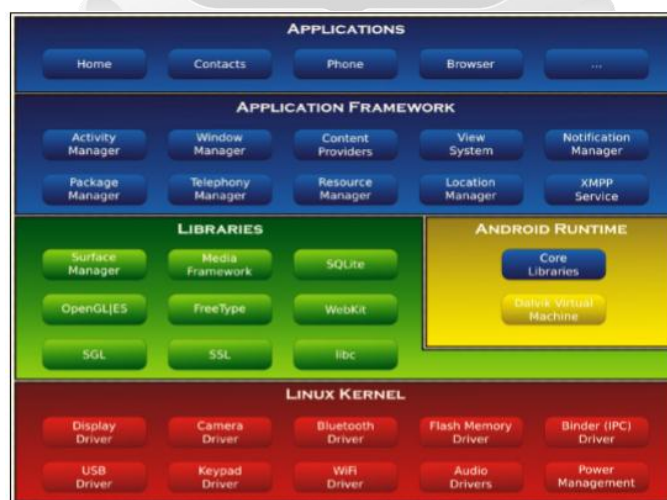 APPLICATIONS
Home
Contacts
Phone
Browser
...
APPLICATION FRAMEWORK
Activity
Manager
Window
Manager
Content
Providers
View
System
Notification
Manager
Package
Manager
Telephony
Manager
Resource
Manager
Location
Manager
XMPP
Service
LIBRARIES
Surface
Manager
Media
Framework
SQLite
OpenGL|ES
FreeType
WebKit
SGL
SSL
libc
ANDROID RUNTIME
Core
Libraries
Dalvik Virtual
Machine
LINUX KERNEL
Display
Driver
Camera
Driver
Bluetooth
Driver
Flash Memory
Driver
Binder (IPC)
Driver
USB
Driver
Keypad
Driver
WiFi
Driver
Audio
Drivers
Power
Management